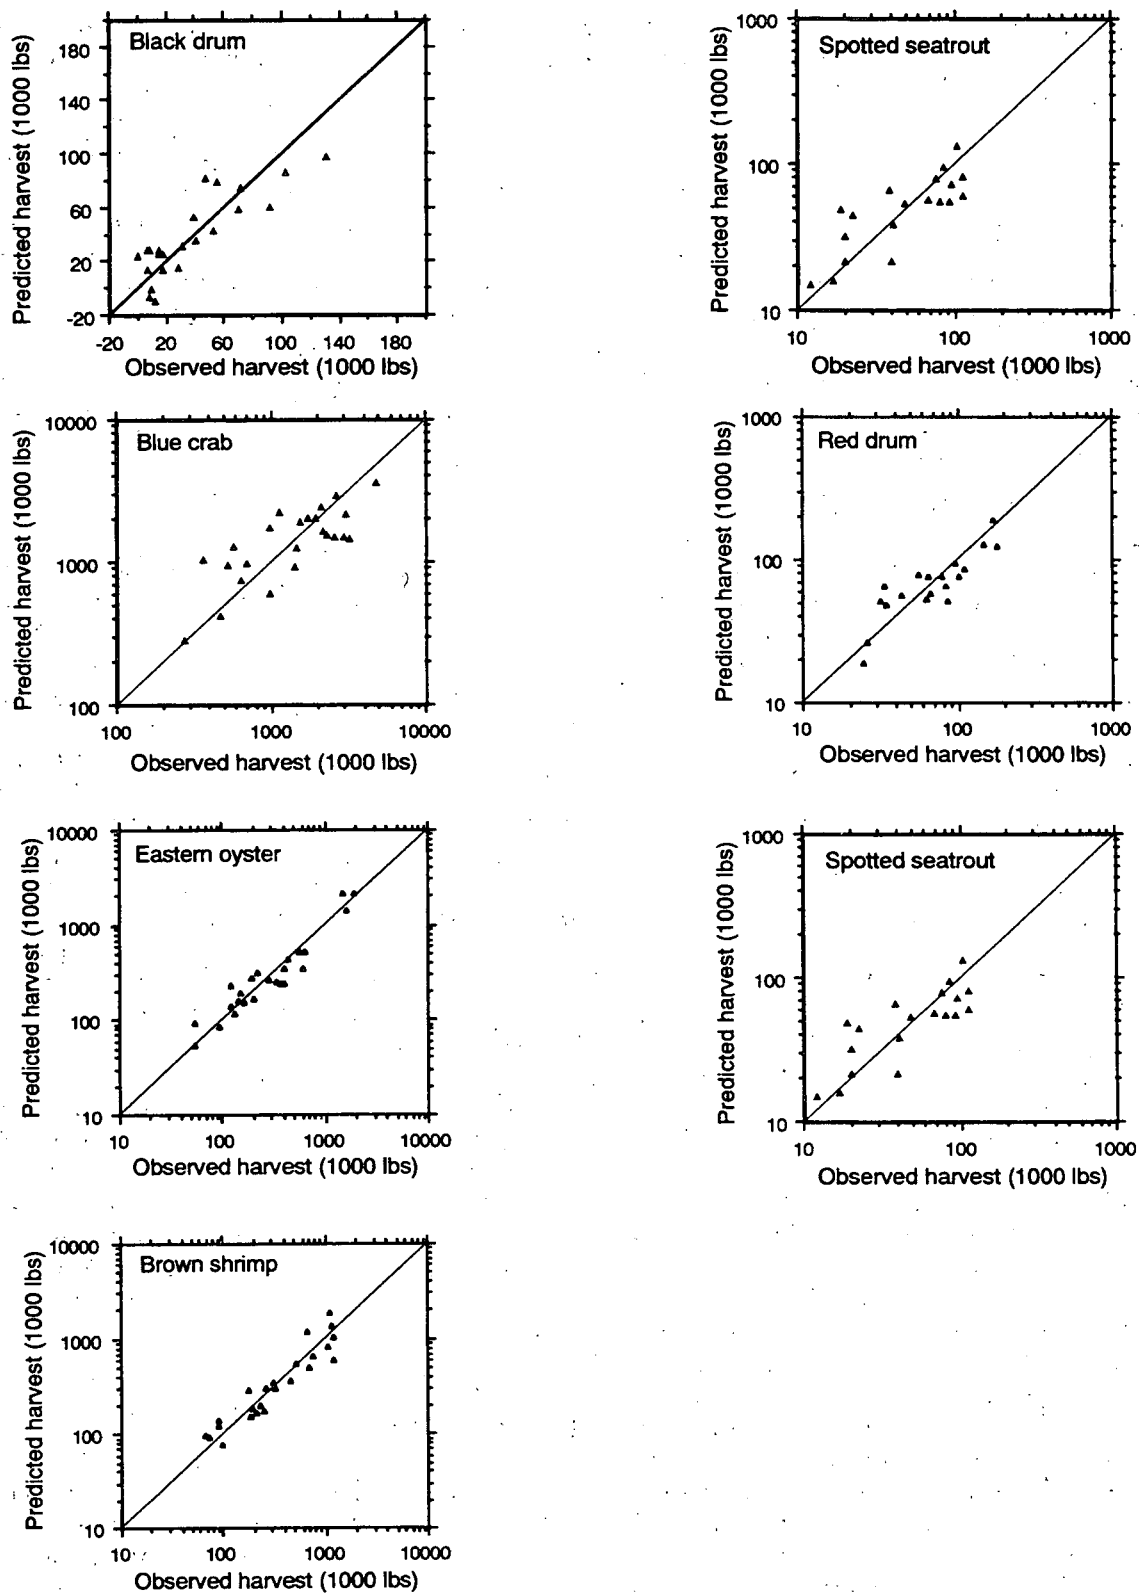 Black drum
Predicted harvest (1000 lbs)
180
140
100
60
20
-20
-20 20 60 100 140 180
Observed harvest (1000 lbs)
Spotted seatrout
Predicted harvest (1000 lbs)
1000
100
10
10 100 1000
Observed harvest (1000 lbs)
Blue crab
Predicted harvest (1000 lbs)
10000
1000
100
100 1000 10000
Observed harvest (1000 lbs)
Red drum
Predicted harvest (1000 lbs)
1000
100
10
10 100 1000
Observed harvest (1000 lbs)
Eastern oyster
Predicted harvest (1000 lbs)
10000
1000
100
10
10 100 1000 10000
Observed harvest (1000 lbs)
Spotted seatrout
Predicted harvest (1000 lbs)
1000
100
10
10 100 1000
Observed harvest (1000 lbs)
Brown shrimp
Predicted harvest (1000 lbs)
10000
1000
100
10
10 100 1000 10000
Observed harvest (1000 lbs)